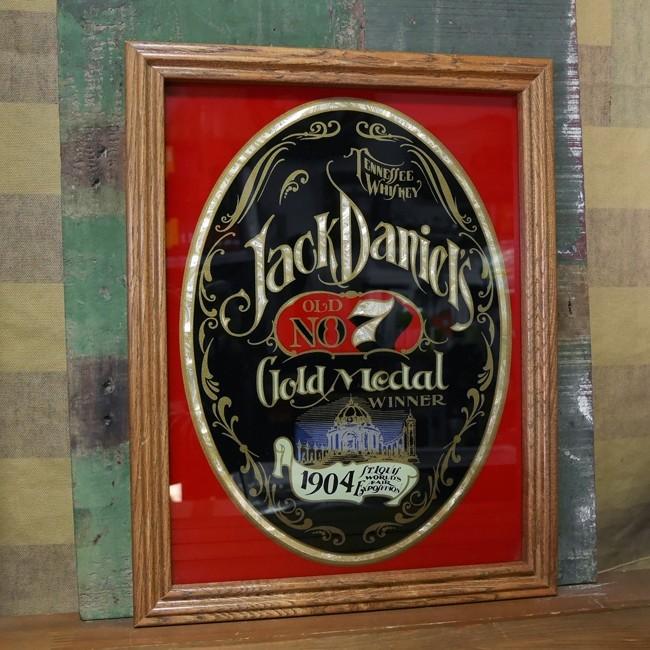 TENNESSEE
WHISKEY
Jack Daniel's
OLD
No 7
Gold Medal
WINNER
1904 ST. LOUIS
WORLD'S
FAIR
EXPOSITION